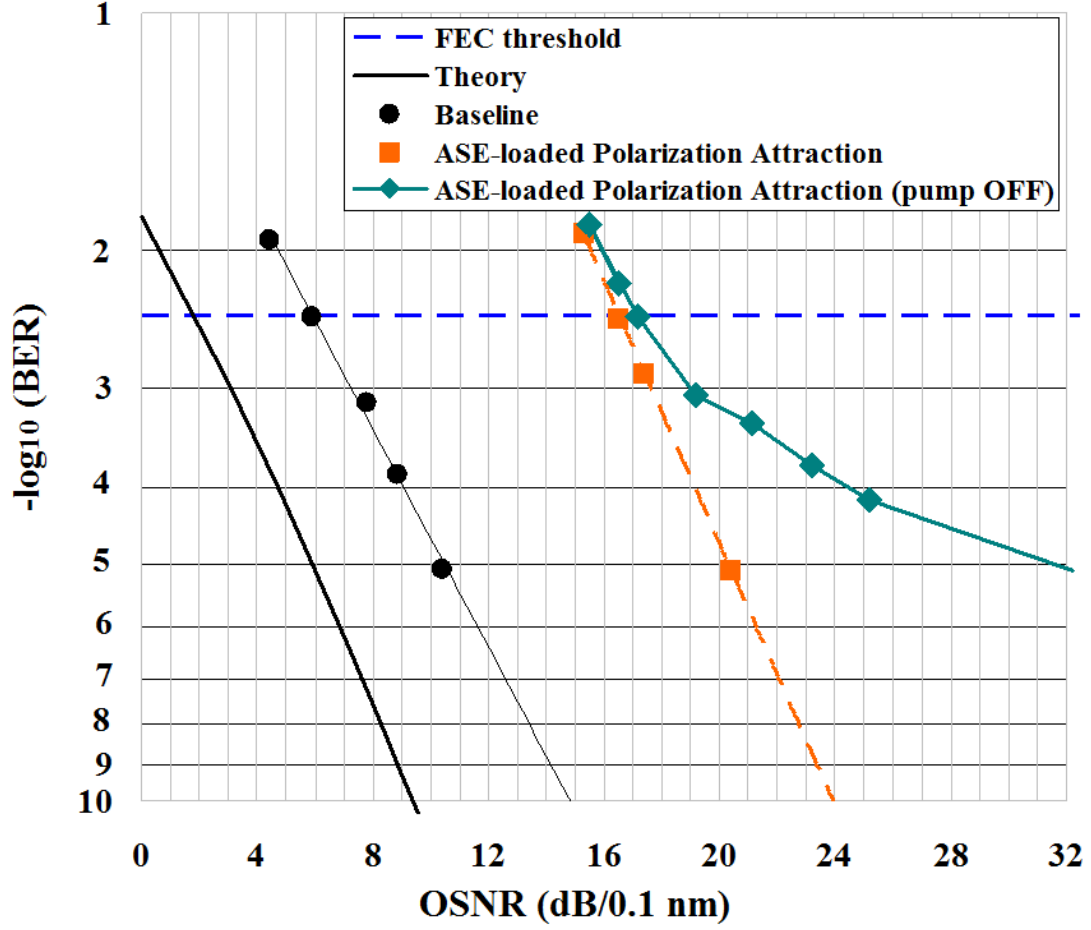 1
2
3
4
5
6
7
8
9
10
-log10 (BER)
FEC threshold
Theory
Baseline
ASE-loaded Polarization Attraction
ASE-loaded Polarization Attraction (pump OFF)
0 4 8 12 16 20 24 28 32
OSNR (dB/0.1 nm)